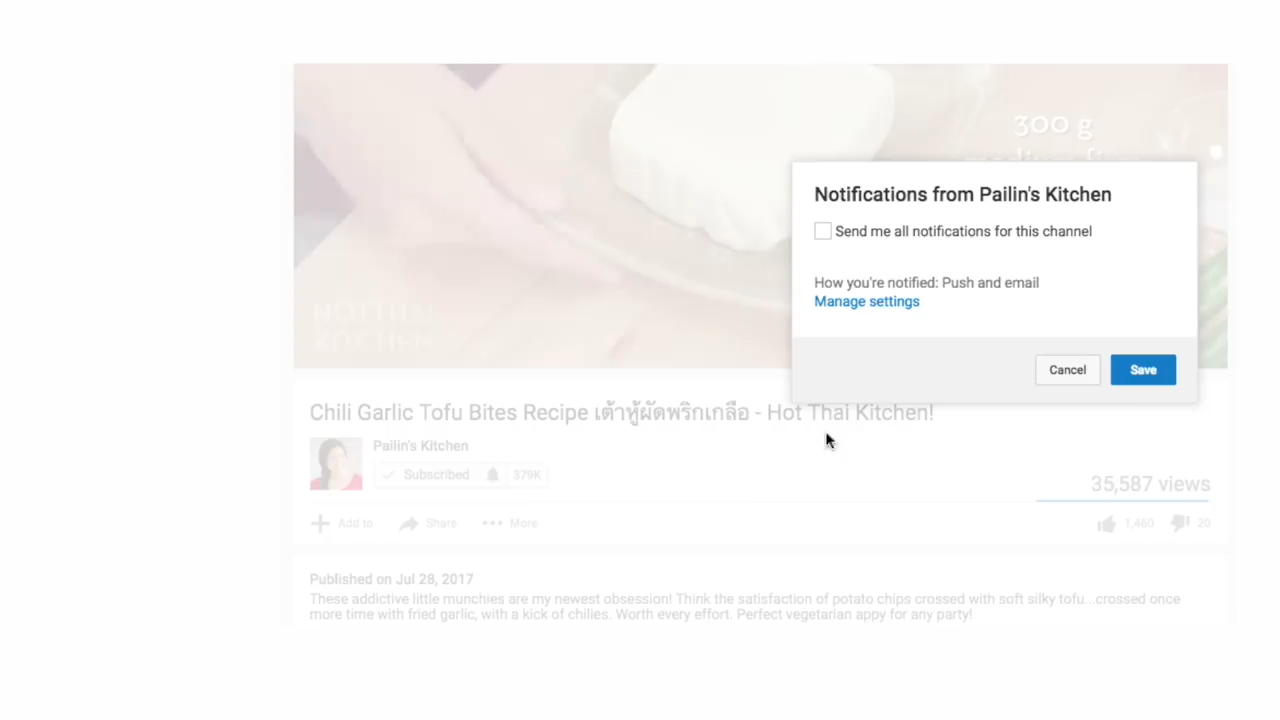 300 g
Notifications from Pailin's Kitchen
Send me all notifications for this channel
How you're notified: Push and email
Manage settings
HOT THAI
KITCHEN
Cancel
Save
Chili Garlic Tofu Bites Recipe เต้าหู้ผัดพริกเกลือ - Hot Thai Kitchen!
Pailin's Kitchen
Subscribed 379K
35,587 views
Add to Share More
1,460 20
Published on Jul 28, 2017
These addictive little munchies are my newest obsession! Think the satisfaction of potato chips crossed with soft silky tofu...crossed once
more time with fried garlic, with a kick of chilies. Worth every effort. Perfect vegetarian appy for any party!